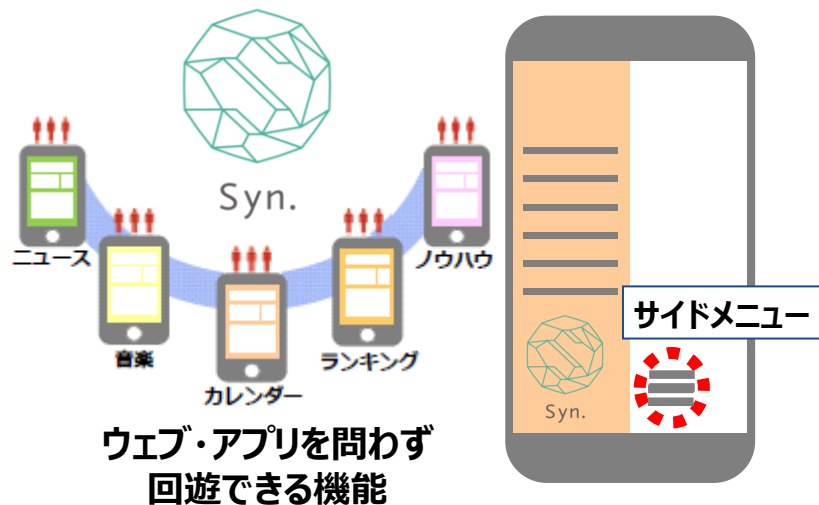 Syn.
ニュース
音楽
カレンダー
ランキング
ノウハウ
ウェブ・アプリを問わず
回遊できる機能
サイドメニュー
Syn.